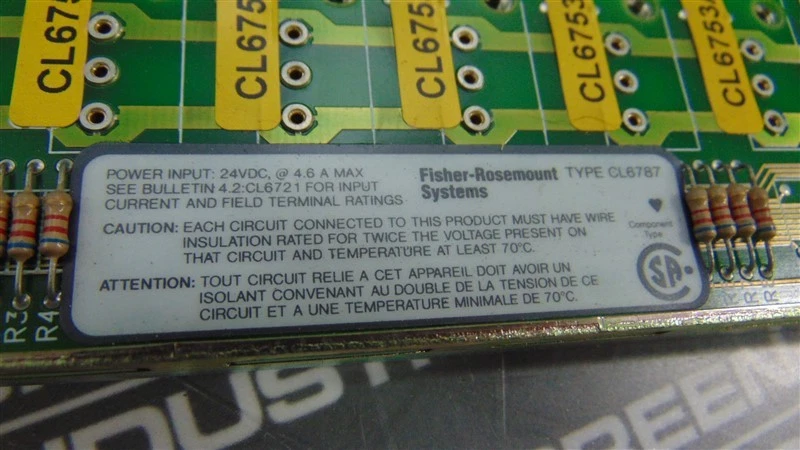 CL6753
CL6753
CL6753
CL6753
CL6753
POWER INPUT: 24VDC, @ 4.6 A MAX
SEE BULLETIN 4.2:CL6721 FOR INPUT
CURRENT AND FIELD TERMINAL RATINGS
Fisher-Rosemount
Systems
TYPE CL6787
CAUTION: EACH CIRCUIT CONNECTED TO THIS PRODUCT MUST HAVE WIRE
INSULATION RATED FOR TWICE THE VOLTAGE PRESENT ON
THAT CIRCUIT AND TEMPERATURE AT LEAST 70°C.
ATTENTION: TOUT CIRCUIT RELIE A CET APPAREIL DOIT AVOIR UN
ISOLANT CONVENANT AU DOUBLE DE LA TENSION DE CE
CIRCUIT ET A UNE TEMPERATURE MINIMALE DE 70°C.
Component
Type
SA
R3
R4